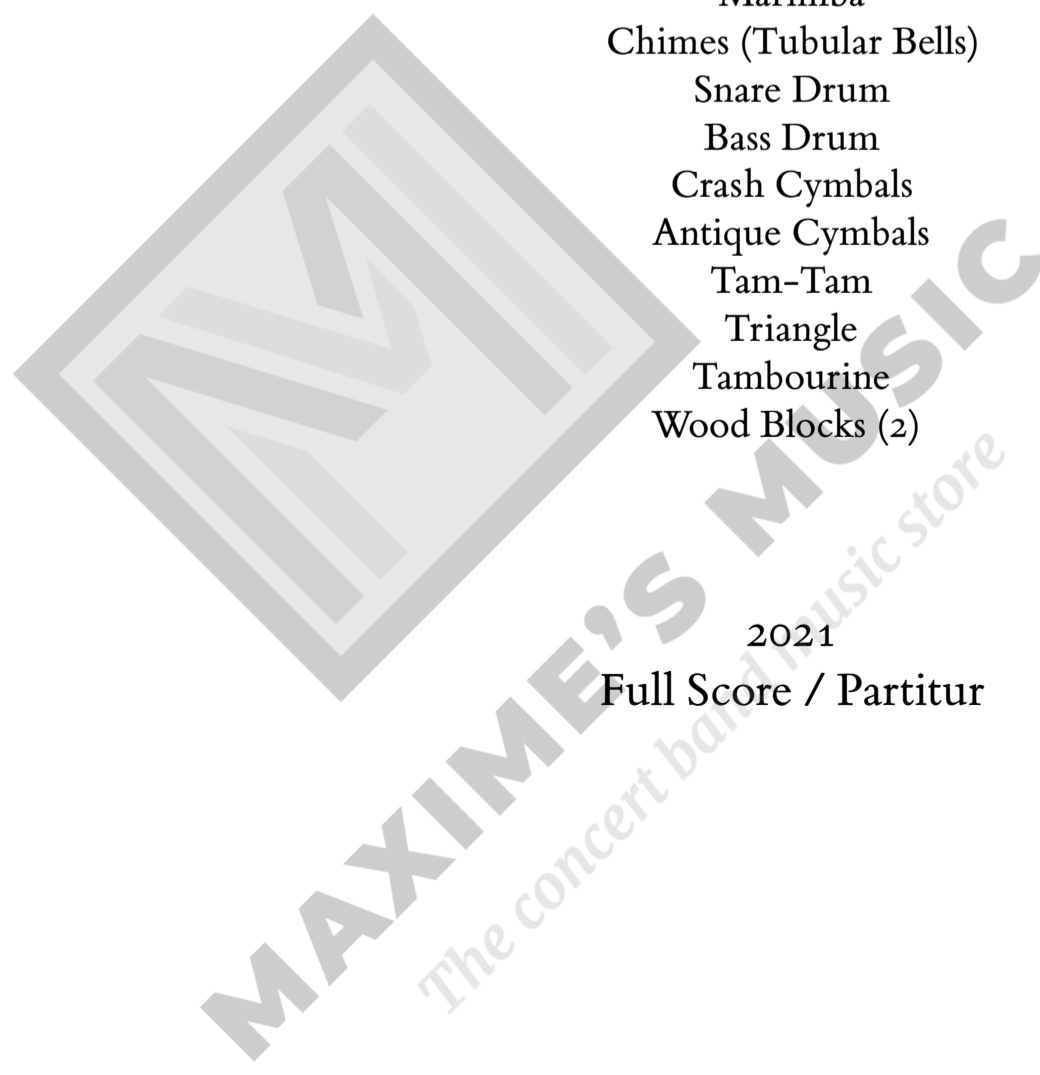 Marimba
Chimes (Tubular Bells)
Snare Drum
Bass Drum
Crash Cymbals
Antique Cymbals
Tam-Tam
Triangle
Tambourine
Wood Blocks (2)
2021
Full Score / Partitur
MAXIME'S MUSIC
The concert band music store